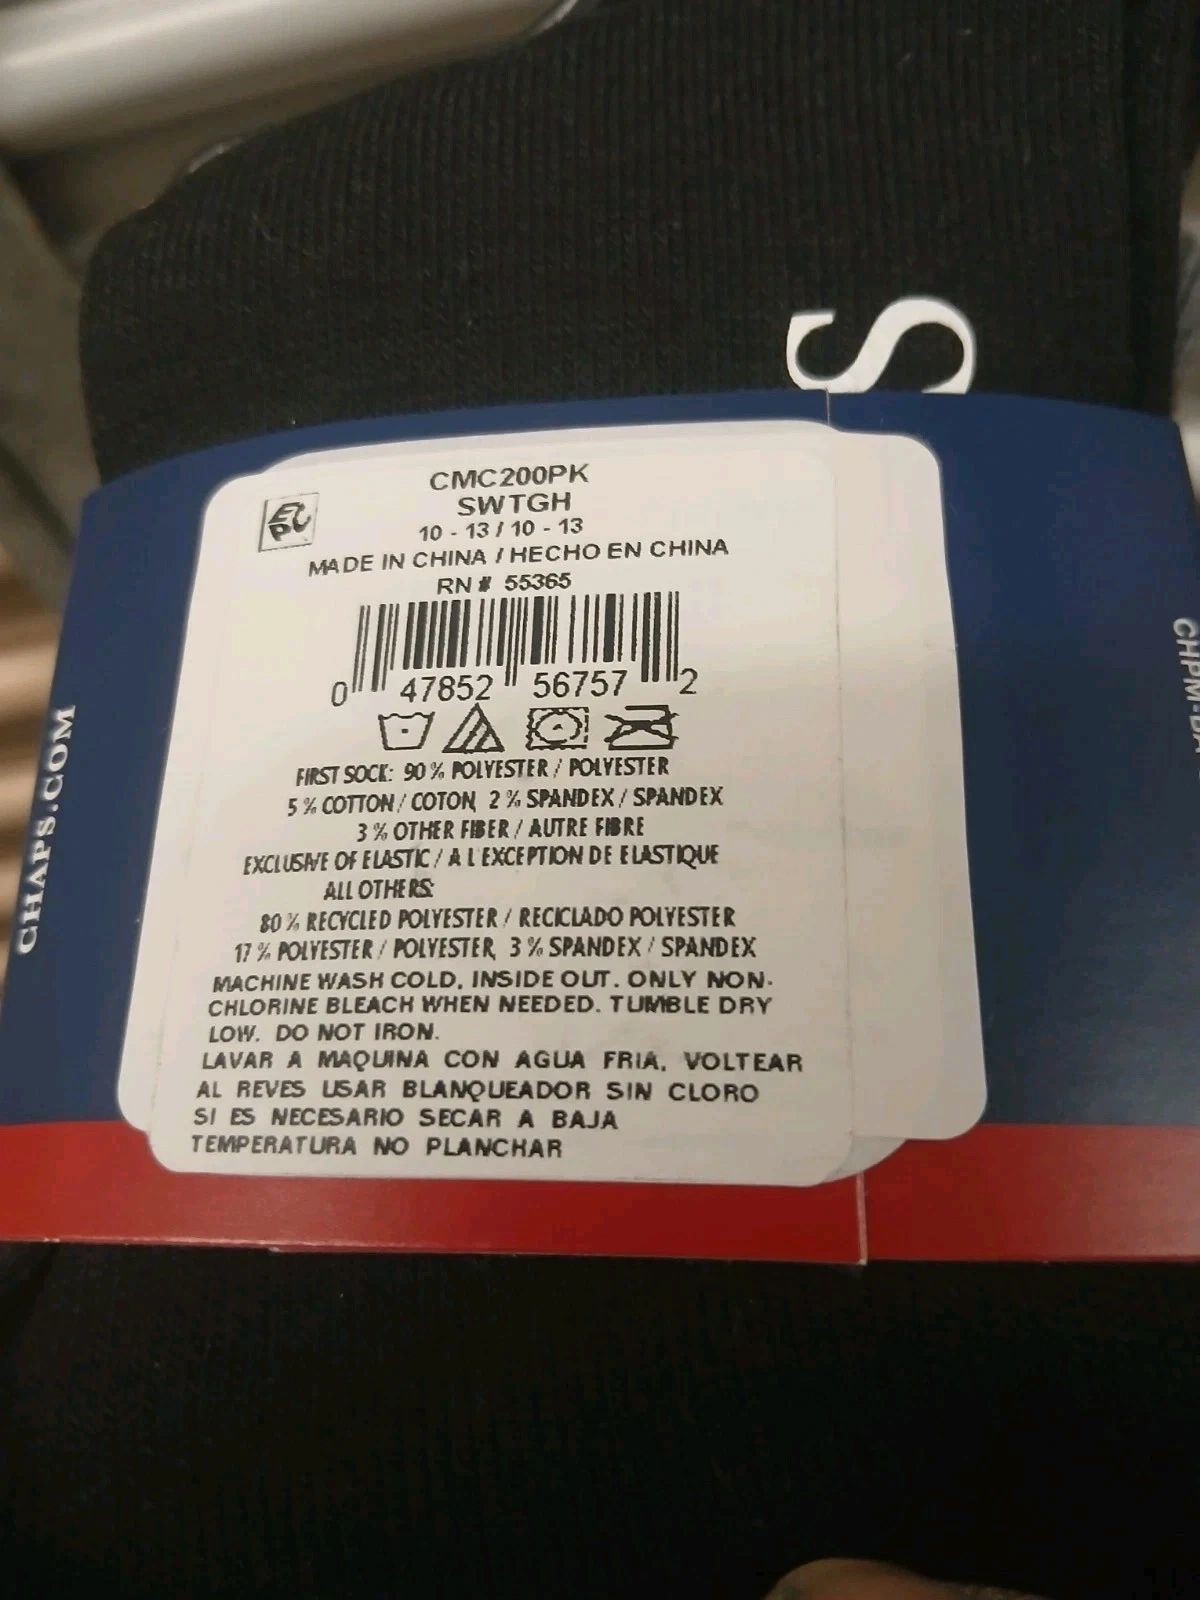 S
CMC200PK
SWTGH
10 - 13 / 10 - 13
MADE IN CHINA / HECHO EN CHINA
RN # 55365
0 47852 56757 2
FIRST SOCK: 90 % POLYESTER / POLYESTER
5 % COTTON / COTON, 2 % SPANDEX / SPANDEX
3 % OTHER FIBER / AUTRE FIBRE
EXCLUSIVE OF ELASTIC / A L'EXCEPTION DE ELASTIQUE
ALL OTHERS:
80 % RECYCLED POLYESTER / RECICLADO POLYESTER
17 % POLYESTER / POLYESTER, 3 % SPANDEX / SPANDEX
MACHINE WASH COLD, INSIDE OUT. ONLY NON-
CHLORINE BLEACH WHEN NEEDED. TUMBLE DRY
LOW. DO NOT IRON.
LAVAR A MAQUINA CON AGUA FRIA, VOLTEAR
AL REVES USAR BLANQUEADOR SIN CLORO
SI ES NECESARIO SECAR A BAJA
TEMPERATURA NO PLANCHAR
CHAPS.COM